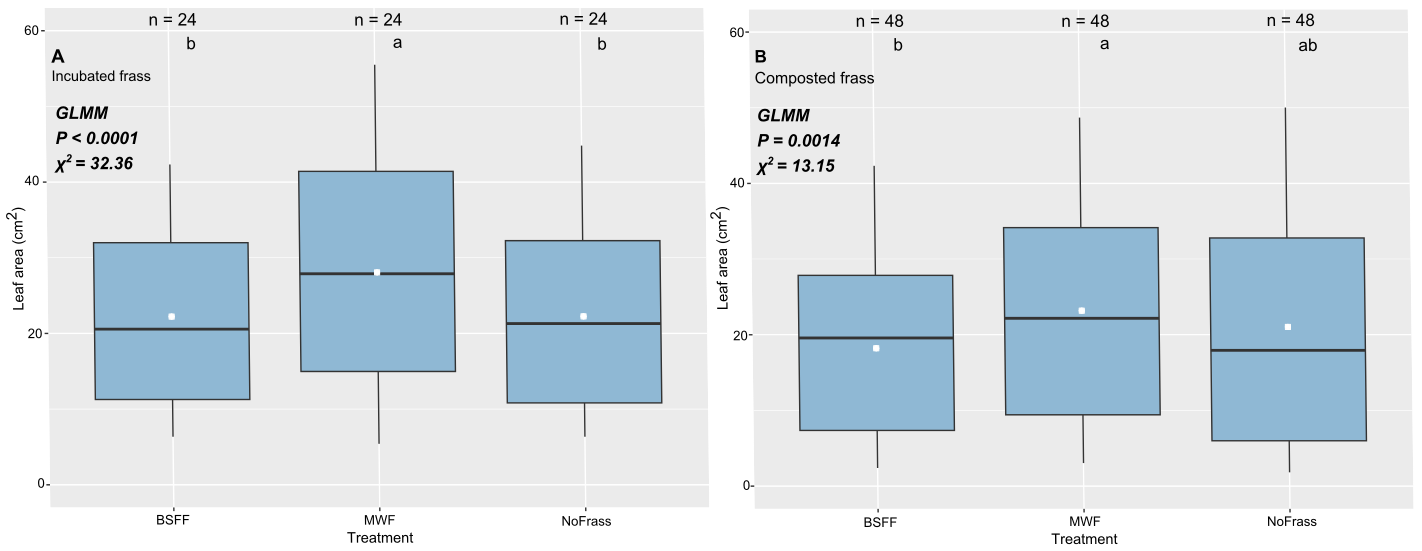 n = 24
n = 24
n = 24
b
a
b
A
Incubated frass
GLMM
P < 0.0001
χ² = 32.36
60
40
20
0
Leaf area (cm²)
BSFF
MWF
NoFrass
Treatment
n = 48
n = 48
n = 48
b
a
ab
B
Composted frass
GLMM
P = 0.0014
χ² = 13.15
60
40
20
0
Leaf area (cm²)
BSFF
MWF
NoFrass
Treatment